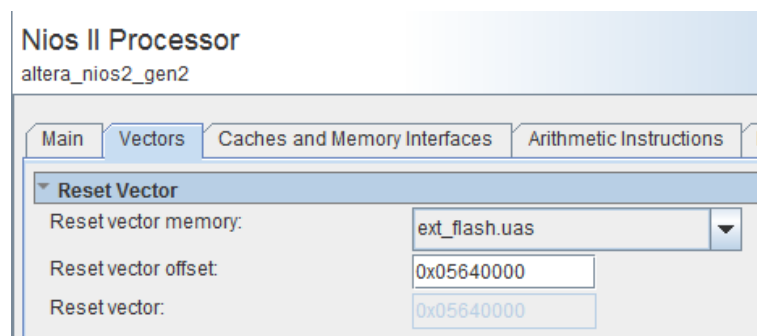 Nios II Processor
altera_nios2_gen2
Main Vectors Caches and Memory Interfaces Arithmetic Instructions
Reset Vector
Reset vector memory: ext_flash.uas
Reset vector offset: 0x05640000
Reset vector: 0x05640000